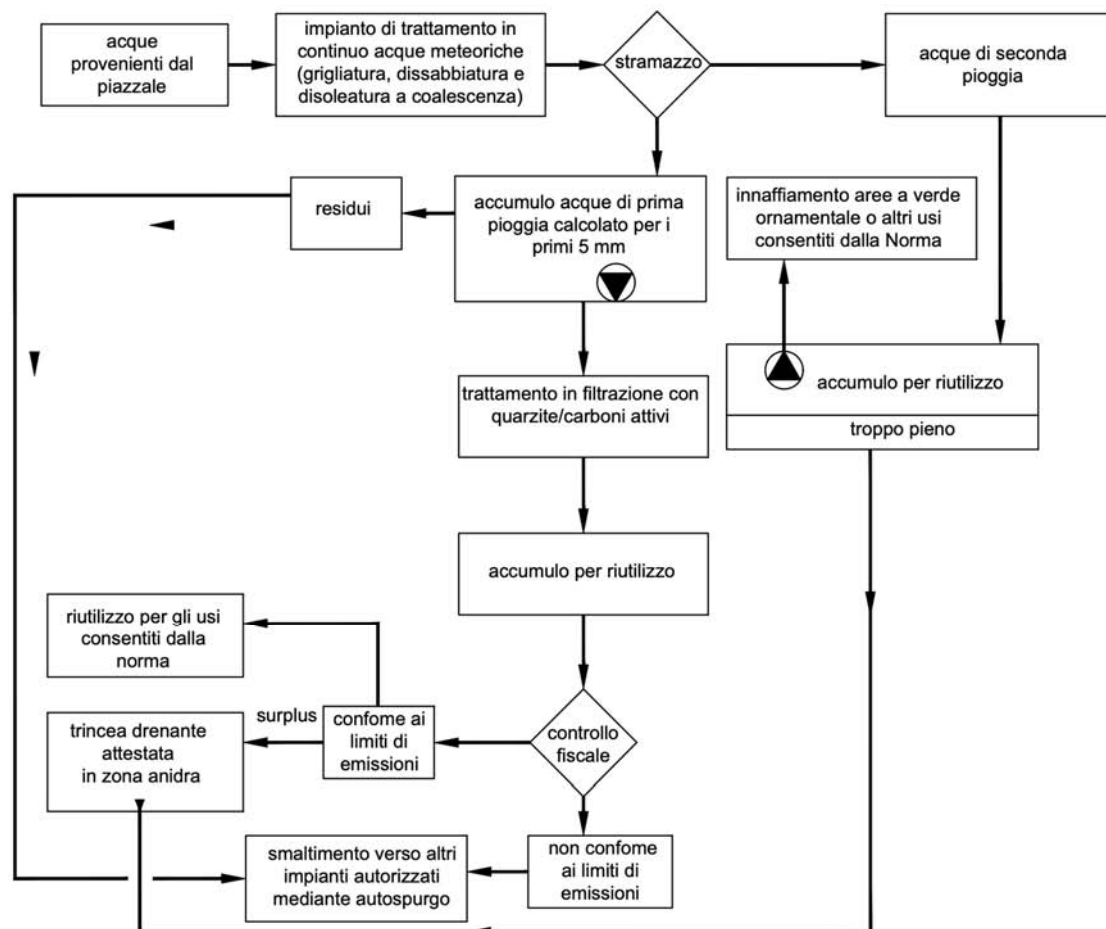 acque
provenienti dal
piazzale
impianto di trattamento in
continuo acque meteoriche
(grigliatura, dissabbiatura e
disoleatura a coalescenza)
stramazzo
acque di seconda
pioggia
residui
accumulo acque di prima
pioggia calcolato per i
primi 5 mm
innaffiamento aree a verde
ornamentale o altri usi
consentiti dalla Norma
accumulo per riutilizzo
troppo pieno
trattamento in filtrazione con
quarzite/carboni attivi
accumulo per riutilizzo
riutilizzo per gli usi
consentiti dalla
norma
surplus
trincea drenante
attestata
in zona anidra
confome ai
limiti di
emissioni
controllo
fiscale
smaltimento verso altri
impianti autorizzati
mediante autospurgo
non confome
ai limiti di
emissioni